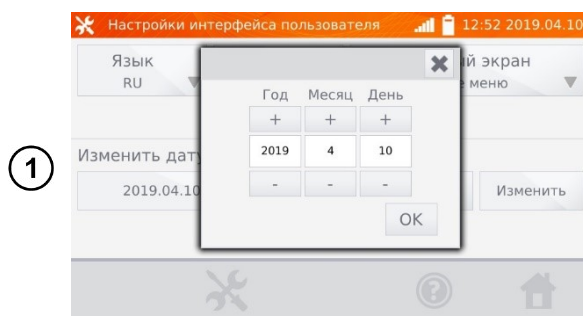 Настройки интерфейса пользователя 12:52 2019.04.10
Язык
RU
й экран
е меню
Год Месяц День
+ + +
2019 4 10
- - -
OK
Изменить дат
2019.04.10
Изменить
1